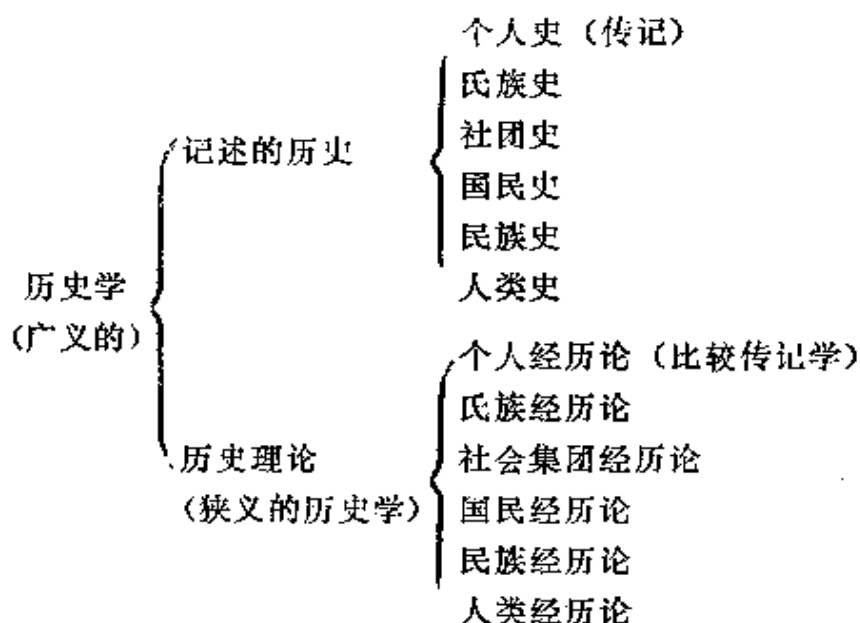 个人史（传记）
氏族史
社团史
记述的历史
国民史
民族史
人类史
历史学
(广义的)
个人经历论（比较传记学）
氏族经历论
历史理论
社会集团经历论
（狭义的历史学）
国民经历论
民族经历论
人类经历论